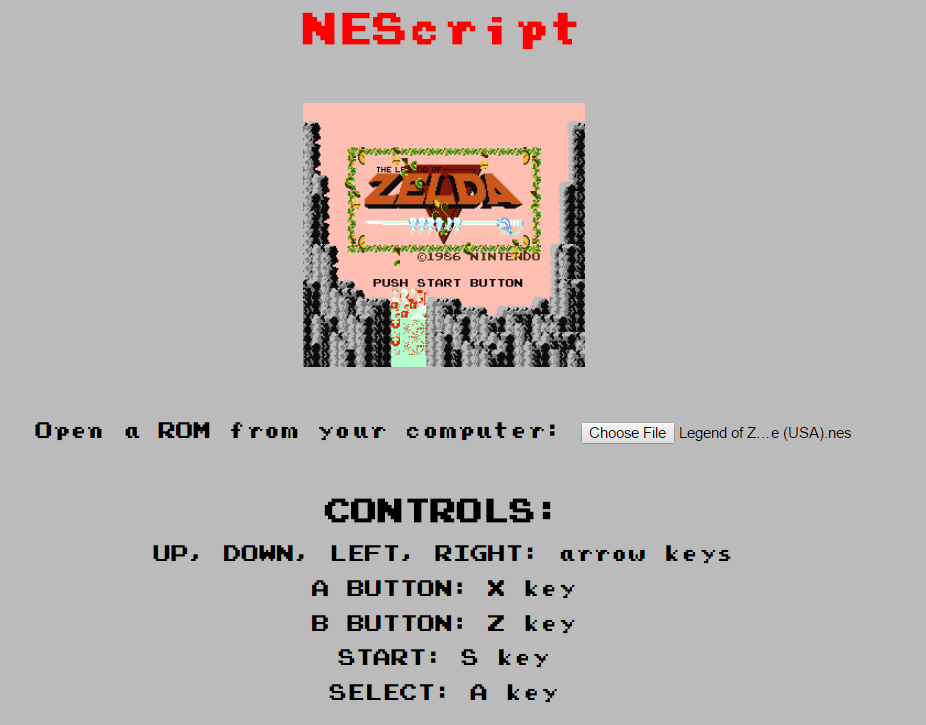 NEScript
THE LEGEND OF
ZELDA
©1986 NINTENDO
PUSH START BUTTON
Open a ROM from your computer: Choose File Legend of Z...e (USA).nes
CONTROLS:
UP, DOWN, LEFT, RIGHT: arrow keys
A BUTTON: X key
B BUTTON: Z key
START: S key
SELECT: A key